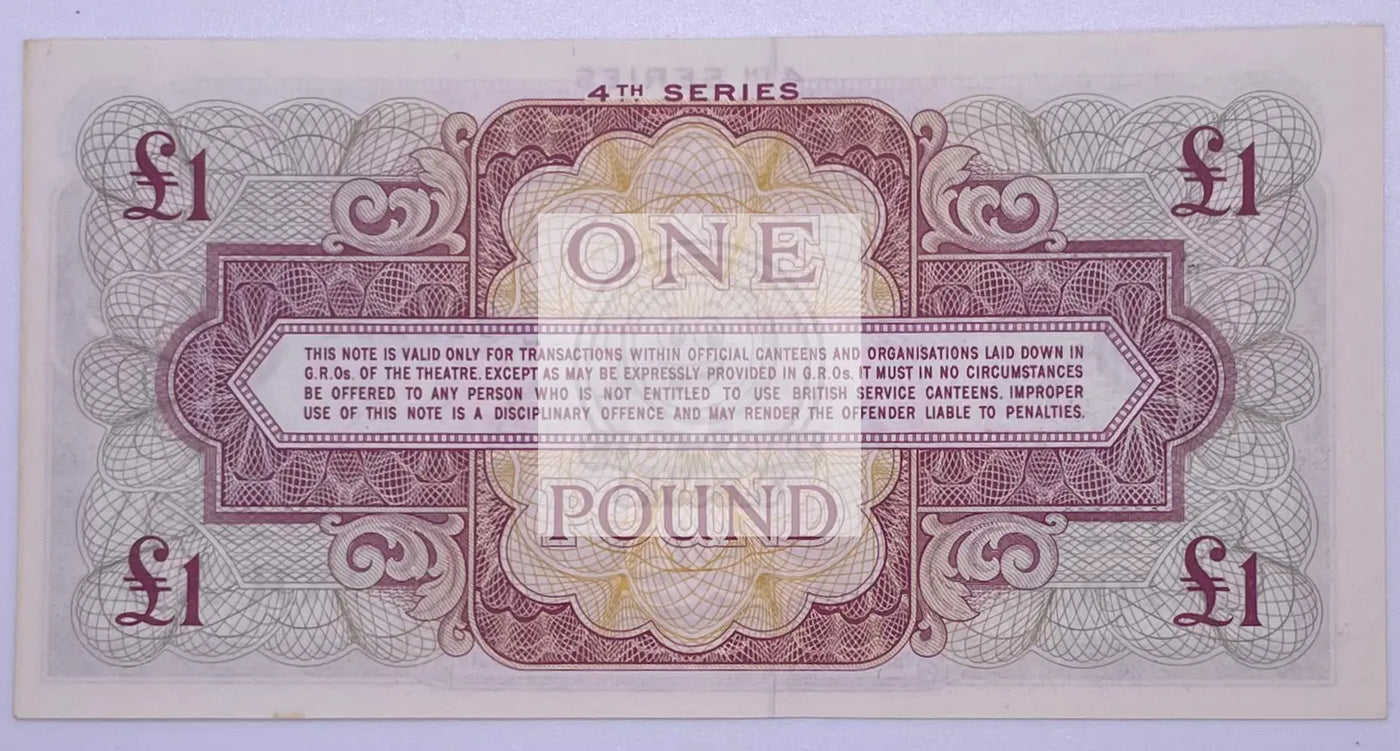 4TH SERIES
£1 £1
ONE
THIS NOTE IS VALID ONLY FOR TRANSACTIONS WITHIN OFFICIAL CANTEENS AND ORGANISATIONS LAID DOWN IN
G.R.Os. OF THE THEATRE. EXCEPT AS MAY BE EXPRESSLY PROVIDED IN G.R.Os. IT MUST IN NO CIRCUMSTANCES
BE OFFERED TO ANY PERSON WHO IS NOT ENTITLED TO USE BRITISH SERVICE CANTEENS. IMPROPER
USE OF THIS NOTE IS A DISCIPLINARY OFFENCE AND MAY RENDER THE OFFENDER LIABLE TO PENALTIES.
POUND
£1 £1